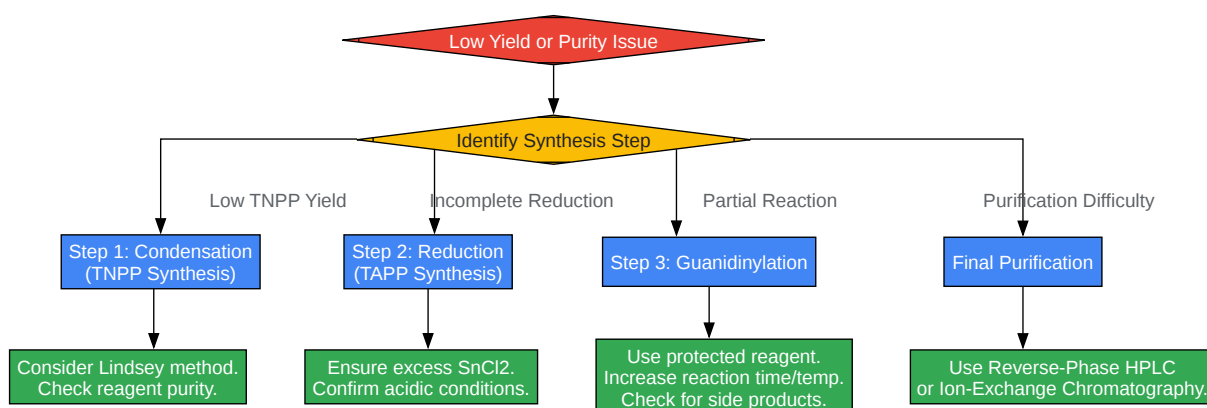 Low Yield or Purity Issue
Identify Synthesis Step
Low TNPP Yield
Incomplete Reduction
Partial Reaction
Purification Difficulty
Step 1: Condensation
(TNPP Synthesis)
Step 2: Reduction
(TAPP Synthesis)
Step 3: Guanidinylation
Final Purification
Consider Lindsey method.
Check reagent purity.
Ensure excess SnCl2.
Confirm acidic conditions.
Use protected reagent.
Increase reaction time/temp.
Check for side products.
Use Reverse-Phase HPLC
or Ion-Exchange Chromatography.